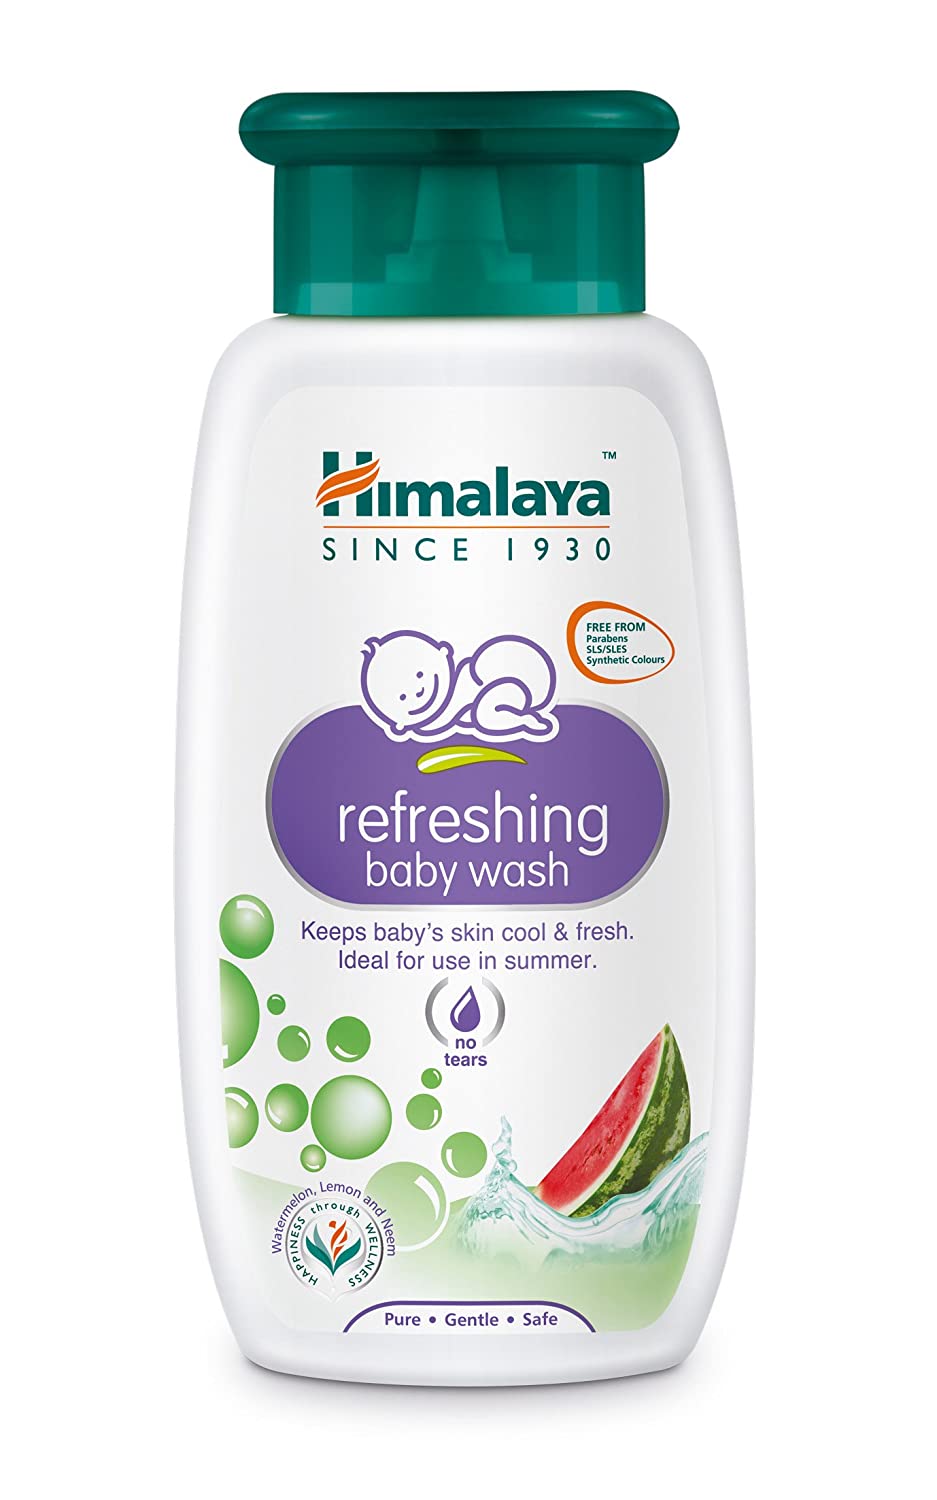 Himalaya™
SINCE 1930
FREE FROM
Parabens
SLS/SLES
Synthetic Colours
refreshing
baby wash
Keeps baby's skin cool & fresh.
Ideal for use in summer.
no
tears
Watermelon, Lemon and Neem
HAPPINESS through WELLNESS
Pure • Gentle • Safe